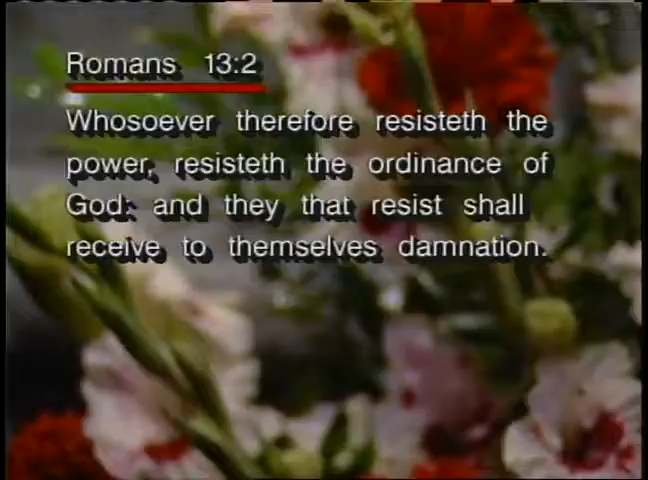 Romans 13:2
Whosoever therefore resisteth the
power, resisteth the ordinance of
God: and they that resist shall
receive to themselves damnation.